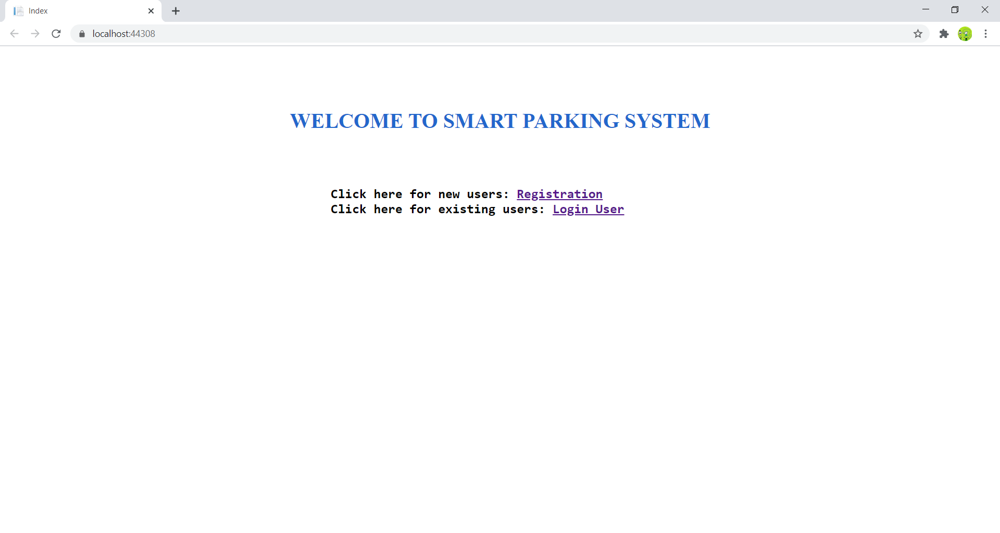 Index
localhost:44308
WELCOME TO SMART PARKING SYSTEM
Click here for new users: Registration
Click here for existing users: Login User